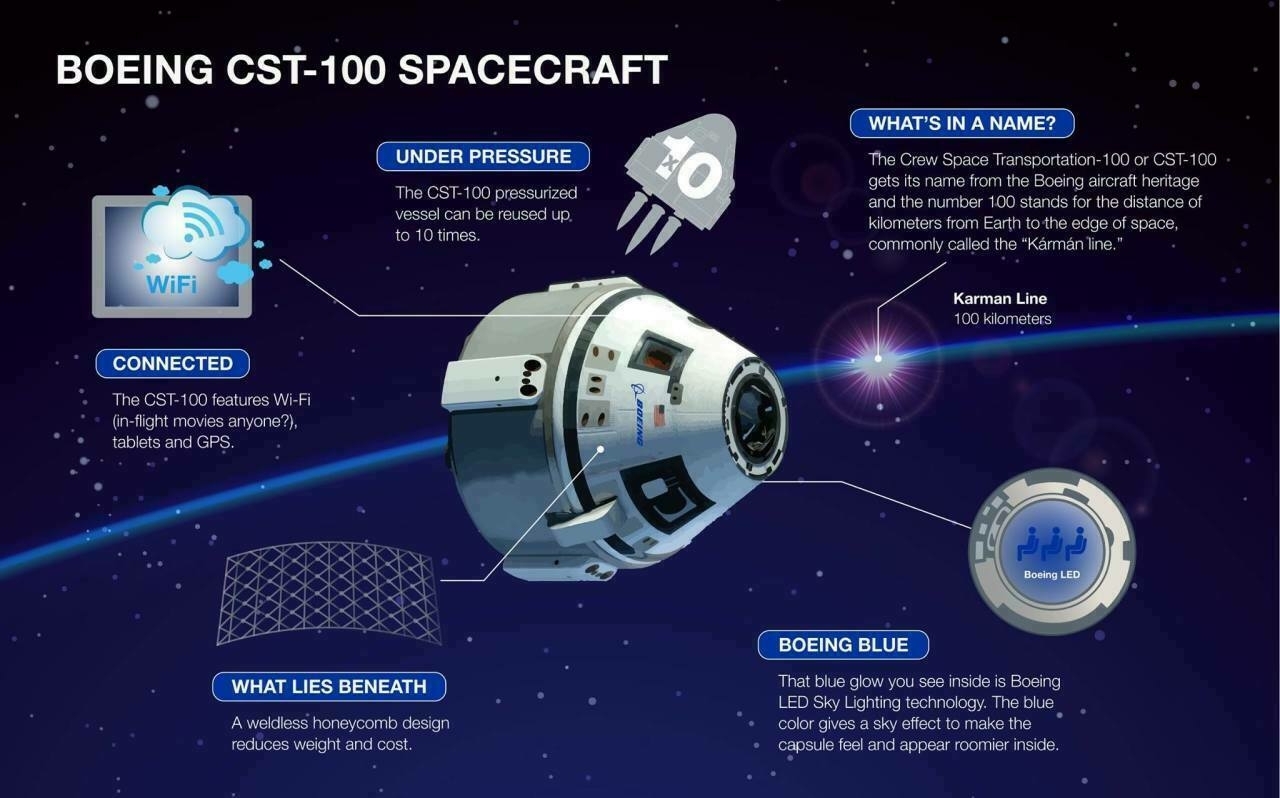 BOEING CST-100 SPACECRAFT
UNDER PRESSURE
The CST-100 pressurized
vessel can be reused up
to 10 times.
x10
WHAT'S IN A NAME?
The Crew Space Transportation-100 or CST-100
gets its name from the Boeing aircraft heritage
and the number 100 stands for the distance of
kilometers from Earth to the edge of space,
commonly called the “Kármán line.”
Karman Line
100 kilometers
WiFi
CONNECTED
The CST-100 features Wi-Fi
(in-flight movies anyone?),
tablets and GPS.
BOEING
Boeing LED
WHAT LIES BENEATH
A weldless honeycomb design
reduces weight and cost.
BOEING BLUE
That blue glow you see inside is Boeing
LED Sky Lighting technology. The blue
color gives a sky effect to make the
capsule feel and appear roomier inside.